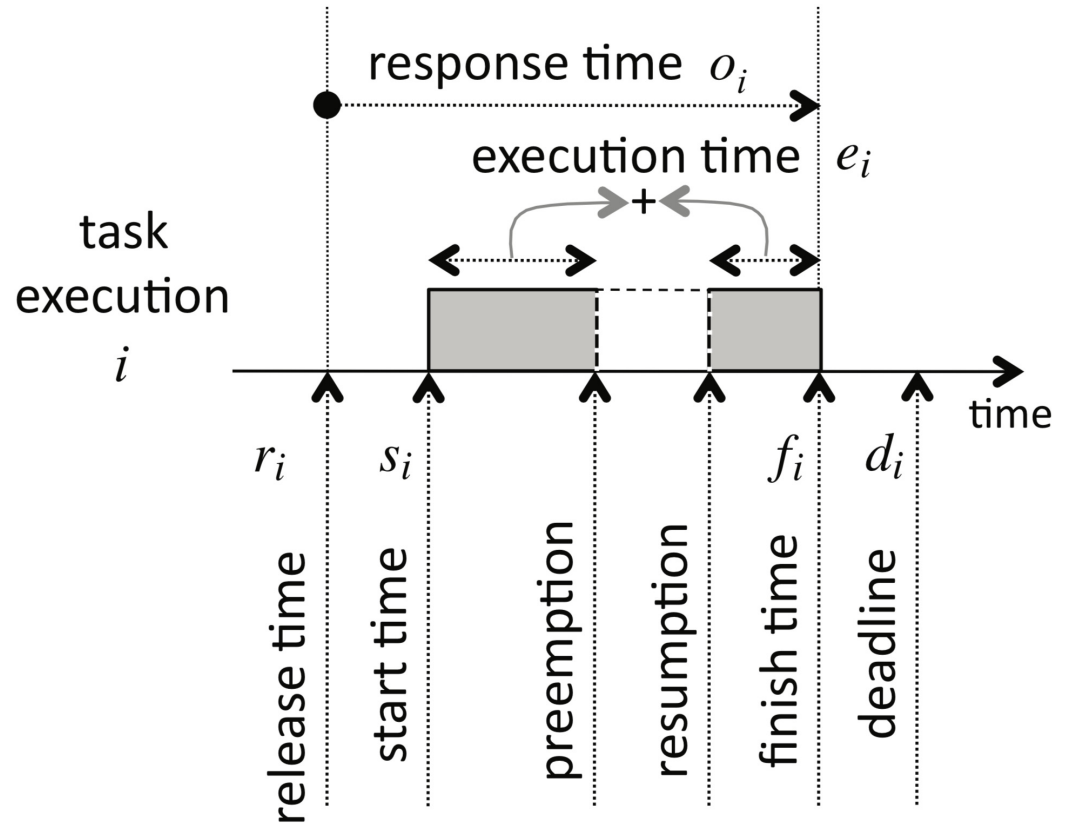 response time oᵢ
execution time eᵢ
+
task
execution
i
time
rᵢ
sᵢ
fᵢ
dᵢ
release time
start time
preemption
resumption
finish time
deadline